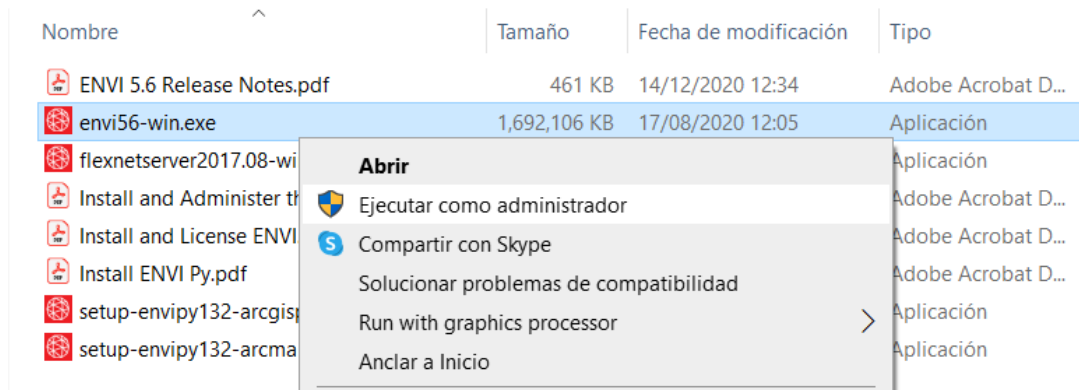 Nombre Tamaño Fecha de modificación Tipo
ENVI 5.6 Release Notes.pdf 461 KB 14/12/2020 12:34 Adobe Acrobat D...
envi56-win.exe 1,692,106 KB 17/08/2020 12:05 Aplicación
flexnetserver2017.08-wi Aplicación
Abrir
Install and Administer th Adobe Acrobat D...
Ejecutar como administrador
Install and License ENVI. Adobe Acrobat D...
S Compartir con Skype
Install ENVI Py.pdf Adobe Acrobat D...
Solucionar problemas de compatibilidad
setup-envipy132-arcgisp Aplicación
Run with graphics processor
setup-envipy132-arcma Aplicación
Anclar a Inicio